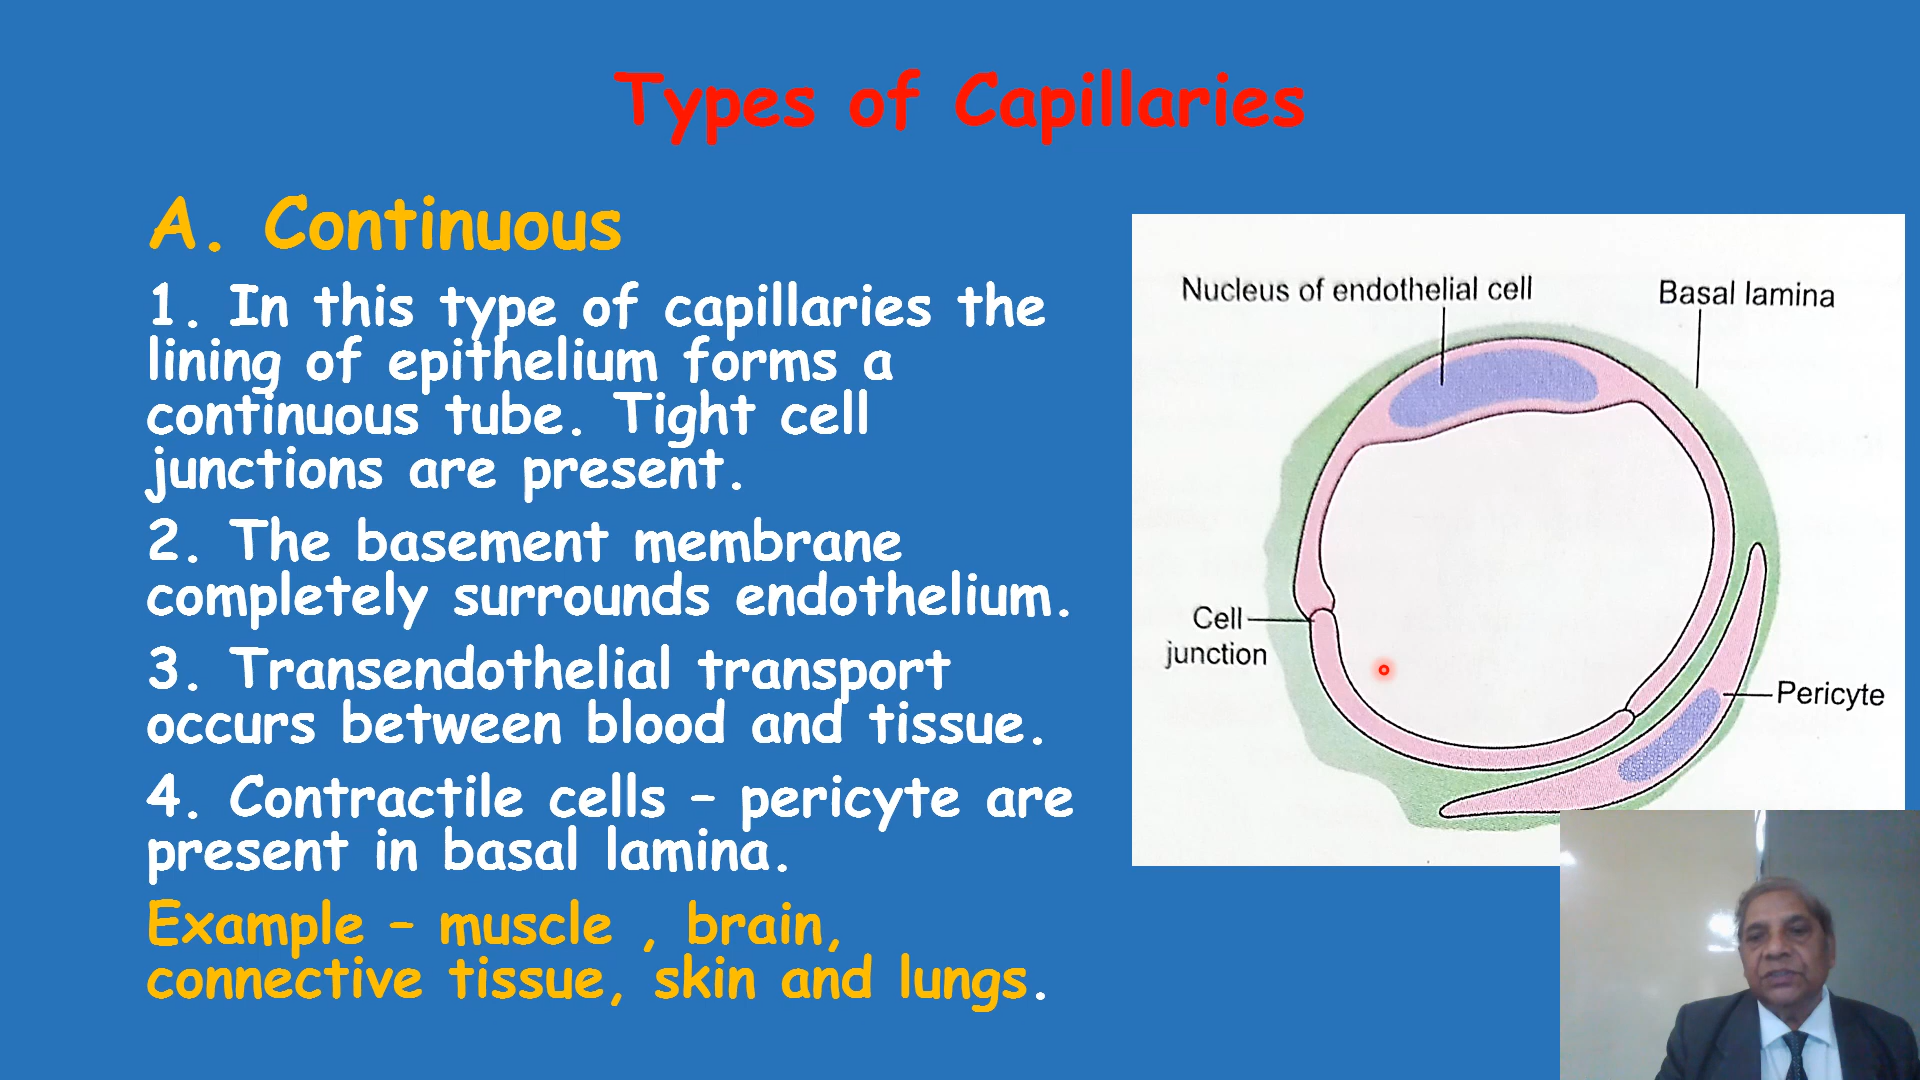 Types of Capillaries
A. Continuous
1. In this type of capillaries the
lining of epithelium forms a
continuous tube. Tight cell
junctions are present.
2. The basement membrane
completely surrounds endothelium.
3. Transendothelial transport
occurs between blood and tissue.
4. Contractile cells – pericyte are
present in basal lamina.
Example – muscle , brain,
connective tissue, skin and lungs.
Nucleus of endothelial cell
Basal lamina
Cell
junction
Pericyte